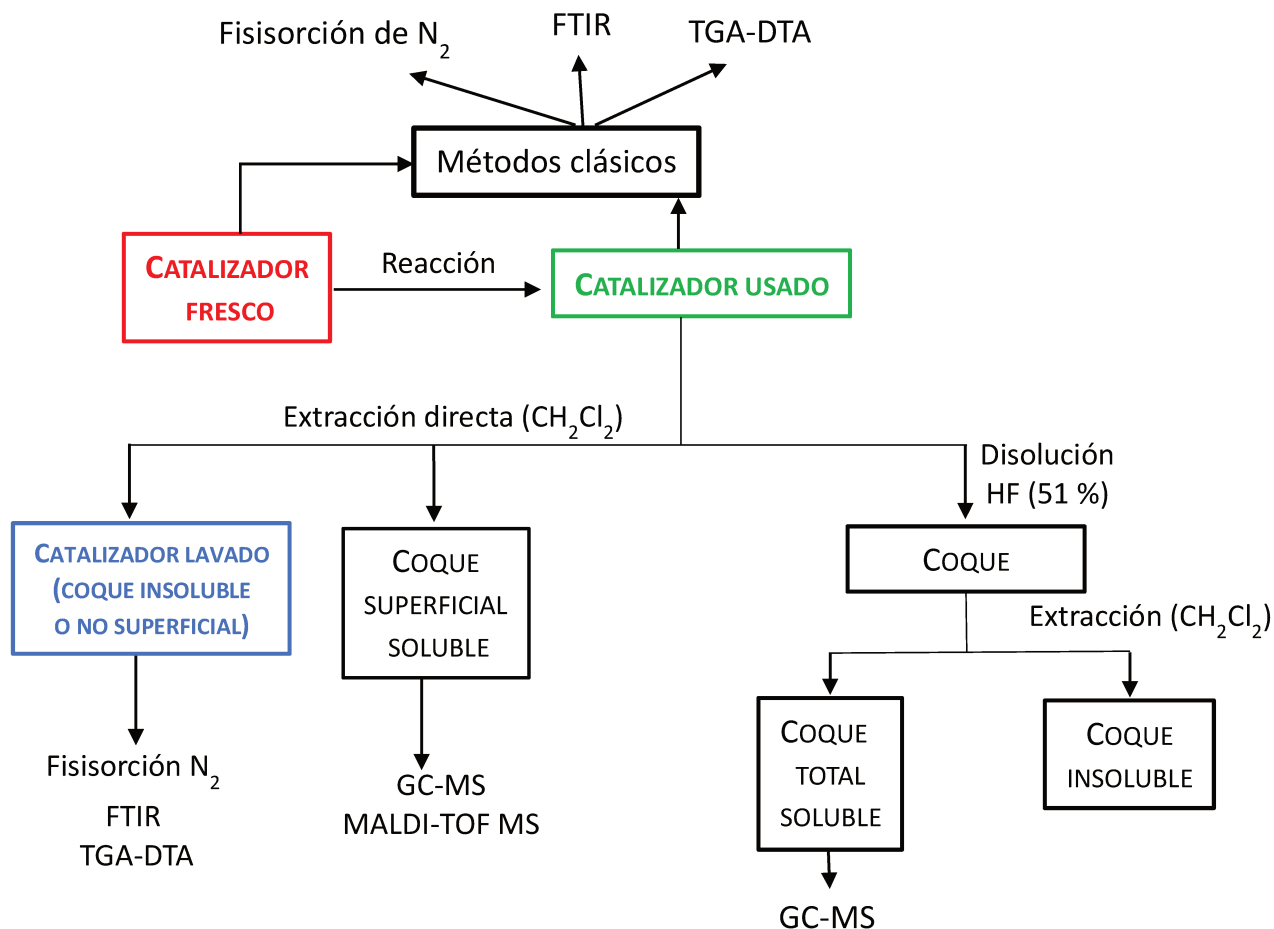 Fisisorción de N₂
FTIR
TGA-DTA
Métodos clásicos
CATALIZADOR
FRESCO
Reacción
CATALIZADOR USADO
Extracción directa (CH₂Cl₂)
Disolución
HF (51 %)
CATALIZADOR LAVADO
(COQUE INSOLUBLE
O NO SUPERFICIAL)
COQUE
SUPERFICIAL
SOLUBLE
COQUE
Extracción (CH₂Cl₂)
COQUE
TOTAL
SOLUBLE
COQUE
INSOLUBLE
Fisisorción N₂
FTIR
TGA-DTA
GC-MS
MALDI-TOF MS
GC-MS